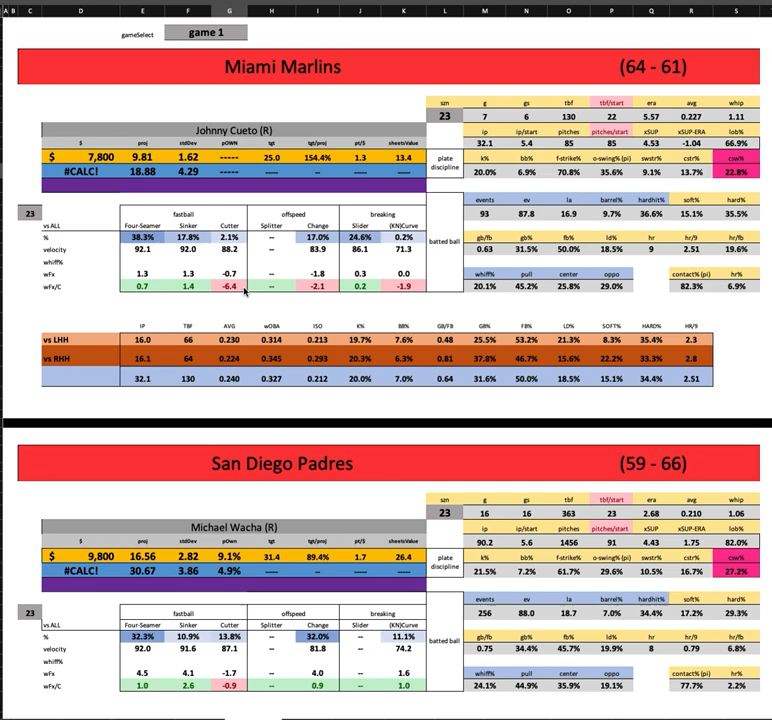 A B C D E F G H I J K L M N O P Q R S
gameSelect game 1
Miami Marlins (64 - 61)
szn g gs tbf tbf/start era avg whip
23 7 6 130 22 5.57 0.227 1.11
Johnny Cueto (R) ip ip/start pitches pitches/start xSUP xSUP-ERA lob%
$ proj stdDev pOWN tgt tgt/proj pt/$ sheetsValue 32.1 5.4 85 85 4.53 -1.04 66.9%
$ 7,800 9.81 1.62 ----- 25.0 154.4% 1.3 13.4 plate discipline k% bb% f-strike% o-swing% (pi) swstr% cstr% csw%
#CALC! 18.88 4.29 ----- ---- -- --- ---- 20.0% 6.9% 70.8% 35.6% 9.1% 13.7% 22.8%
events ev la barrel% hardhit% soft% hard%
23 fastball offspeed breaking 93 87.8 16.9 9.7% 36.6% 15.1% 35.5%
vs ALL Four-Seamer Sinker Cutter Splitter Change Slider (KN)Curve
% 38.3% 17.8% 2.1% -- 17.0% 24.6% 0.2% batted ball gb/fb gb% fb% ld% hr hr/9 hr/fb
velocity 92.1 92.0 88.2 -- 83.9 86.1 71.3 0.63 31.5% 50.0% 18.5% 9 2.51 19.6%
whiff%
wFx 1.3 1.3 -0.7 -1.8 0.3 0.0 whiff% pull center oppo contact% (pi) hr%
wFx/C 0.7 1.4 -6.4 -- -2.1 0.2 -1.9 20.1% 45.2% 25.8% 29.0% 82.3% 6.9%
IP TBF AVG wOBA ISO K% BB% GB/FB GB% FB% LD% SOFT% HARD% HR/9
vs LHH 16.0 66 0.230 0.314 0.213 19.7% 7.6% 0.48 25.5% 53.2% 21.3% 8.3% 35.4% 2.3
vs RHH 16.1 64 0.224 0.345 0.293 20.3% 6.3% 0.81 37.8% 46.7% 15.6% 22.2% 33.3% 2.8
32.1 130 0.240 0.327 0.212 20.0% 7.0% 0.64 31.6% 50.0% 18.5% 15.1% 34.4% 2.51
San Diego Padres (59 - 66)
szn g gs tbf tbf/start era avg whip
23 16 16 363 23 2.68 0.210 1.06
Michael Wacha (R) ip ip/start pitches pitches/start xSUP xSUP-ERA lob%
$ proj stdDev pOwn tgt tgt/proj pt/$ sheetsValue 90.2 5.6 1456 91 4.43 1.75 82.0%
$ 9,800 16.56 2.82 9.1% 31.4 89.4% 1.7 26.4 plate discipline k% bb% f-strike% o-swing% (pi) swstr% cstr% csw%
#CALC! 30.67 3.86 4.9% ---- -- --- ---- 21.5% 7.2% 61.7% 29.6% 10.5% 16.7% 27.2%
events ev la barrel% hardhit% soft% hard%
23 fastball offspeed breaking 256 88.0 18.7 7.0% 34.4% 17.2% 29.3%
vs ALL Four-Seamer Sinker Cutter Splitter Change Slider (KN)Curve
% 32.3% 10.9% 13.8% -- 32.0% -- 11.1% batted ball gb/fb gb% fb% ld% hr hr/9 hr/fb
velocity 92.0 91.6 87.1 -- 81.8 -- 74.2 0.75 34.4% 45.7% 19.9% 8 0.79 6.8%
whiff%
wFx 4.5 4.1 -1.7 4.0 -- 1.6 whiff% pull center oppo contact% (pi) hr%
wFx/C 1.0 2.6 -0.9 -- 0.9 -- 1.0 24.1% 44.9% 35.9% 19.1% 77.7% 2.2%